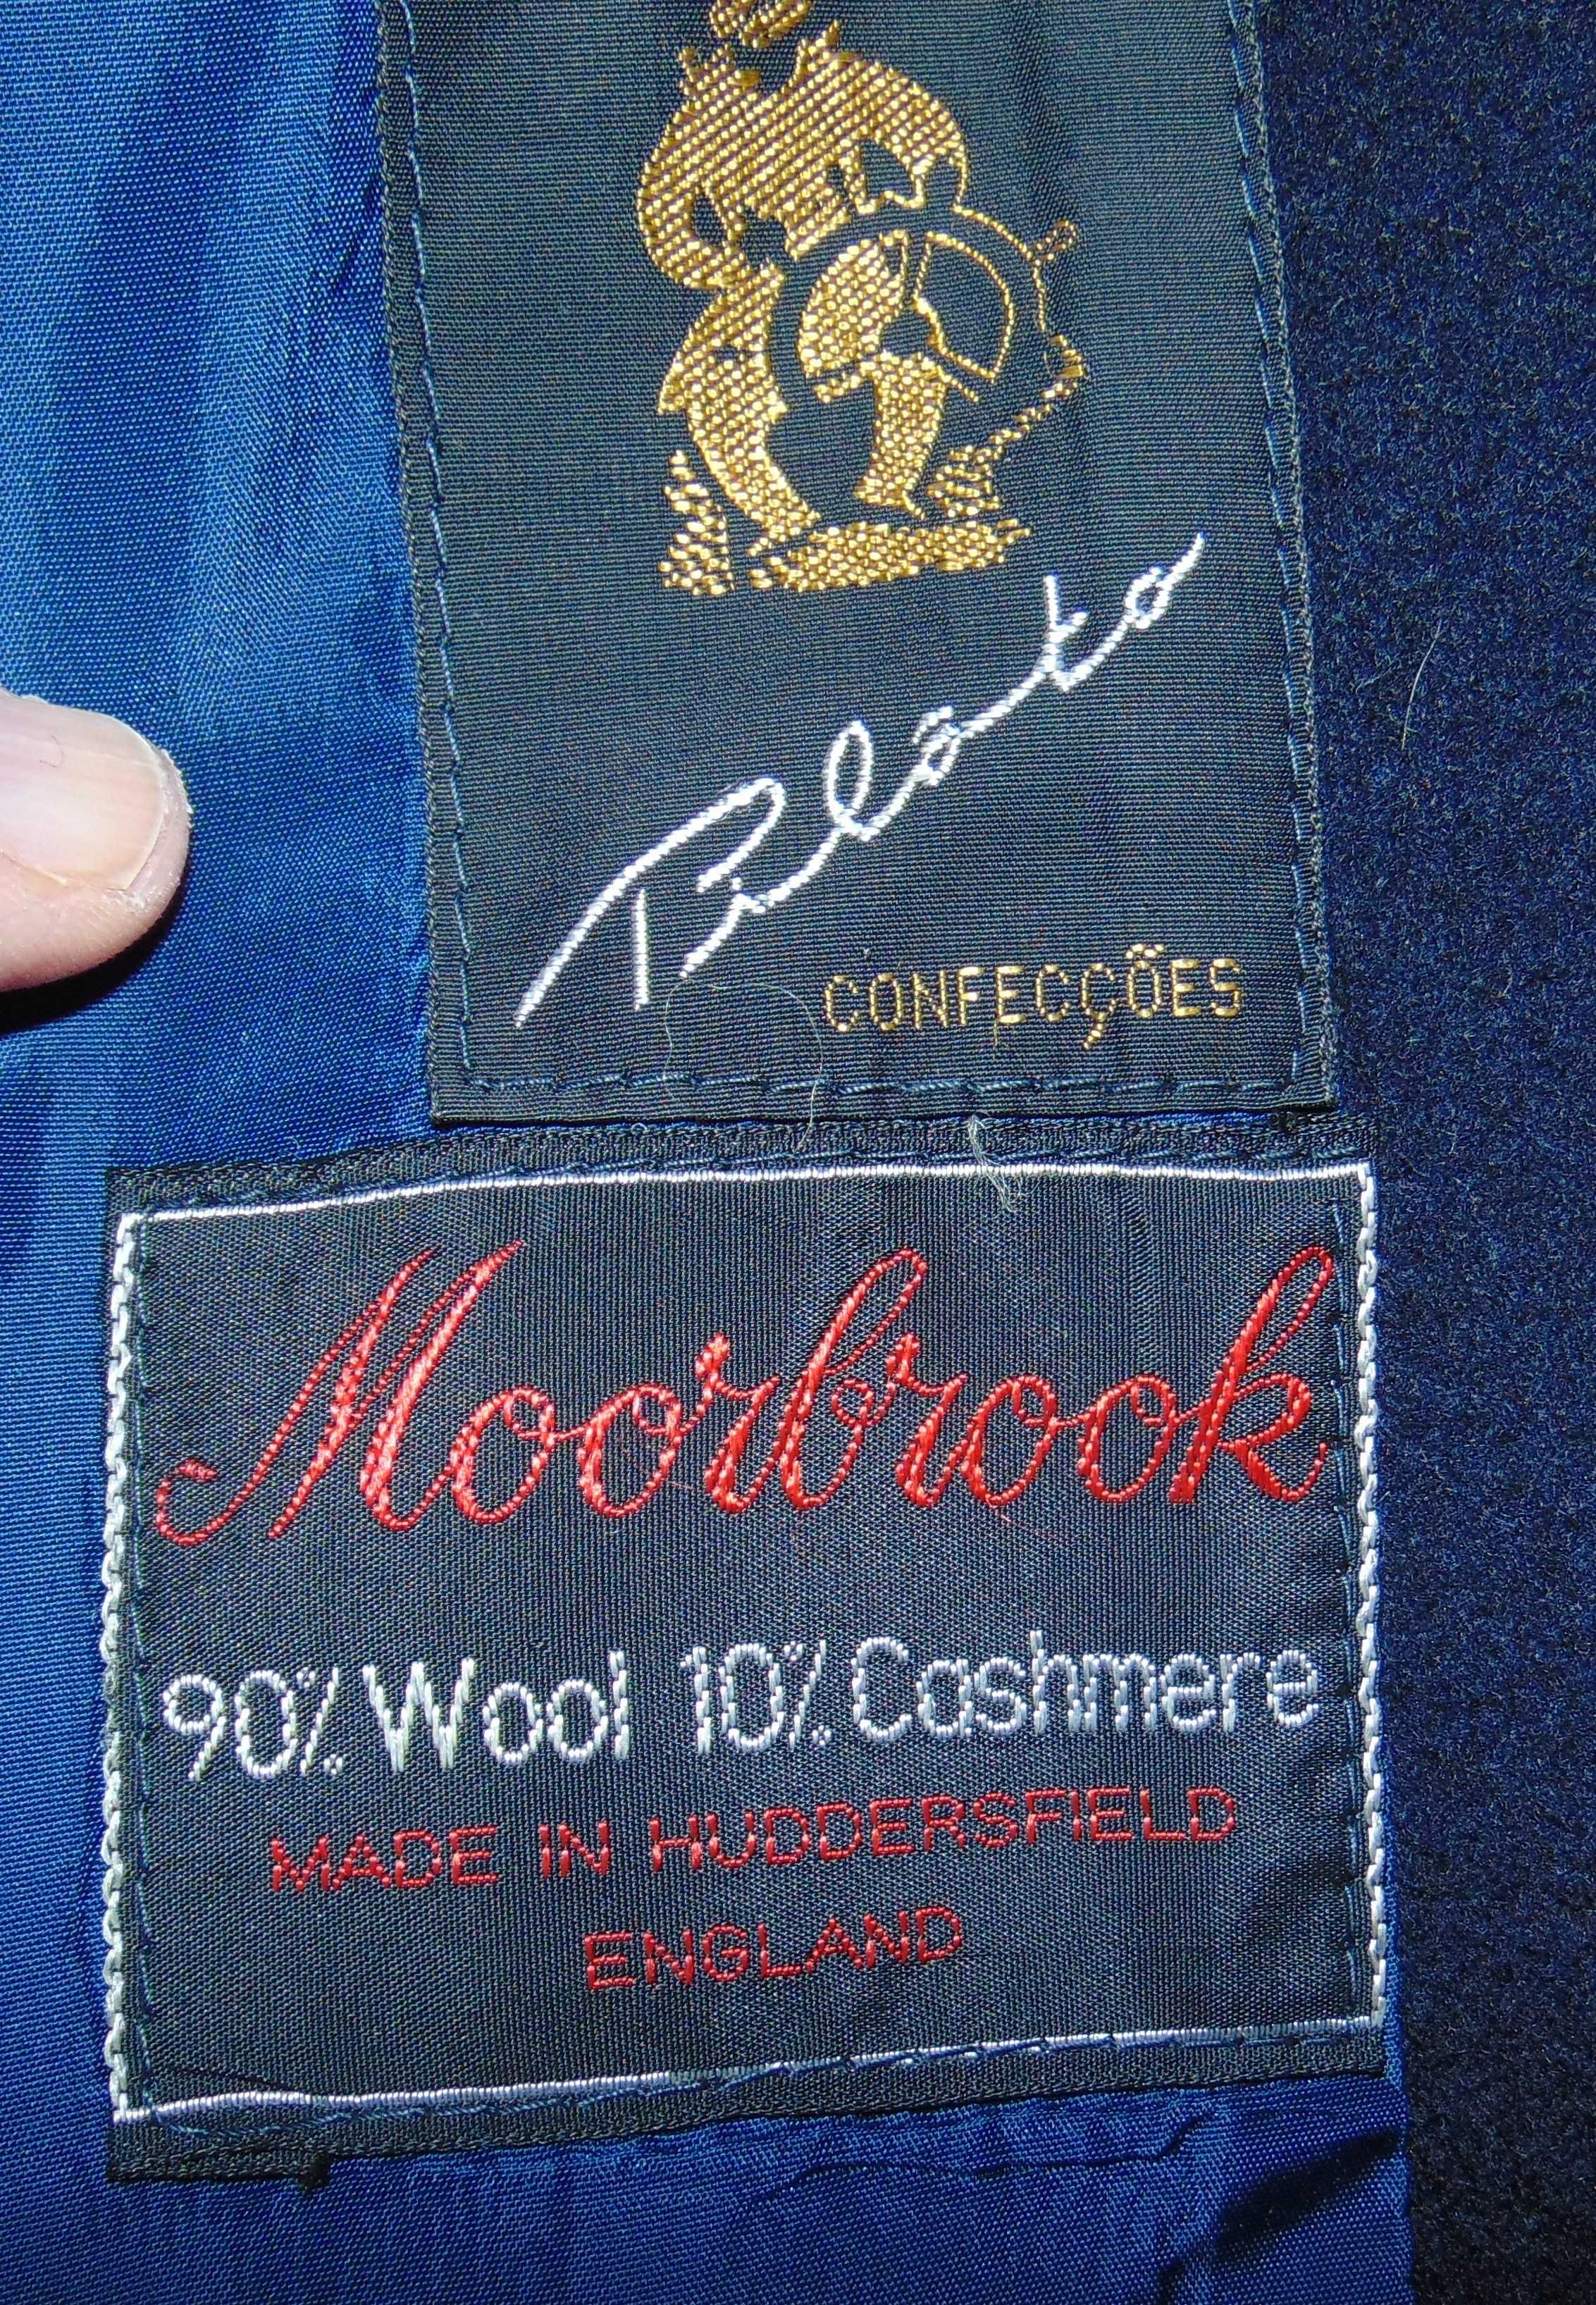 CONFECÇÕES
Moorbrook
90% Wool 10% Cashmere
MADE IN HUDDERSFIELD
ENGLAND